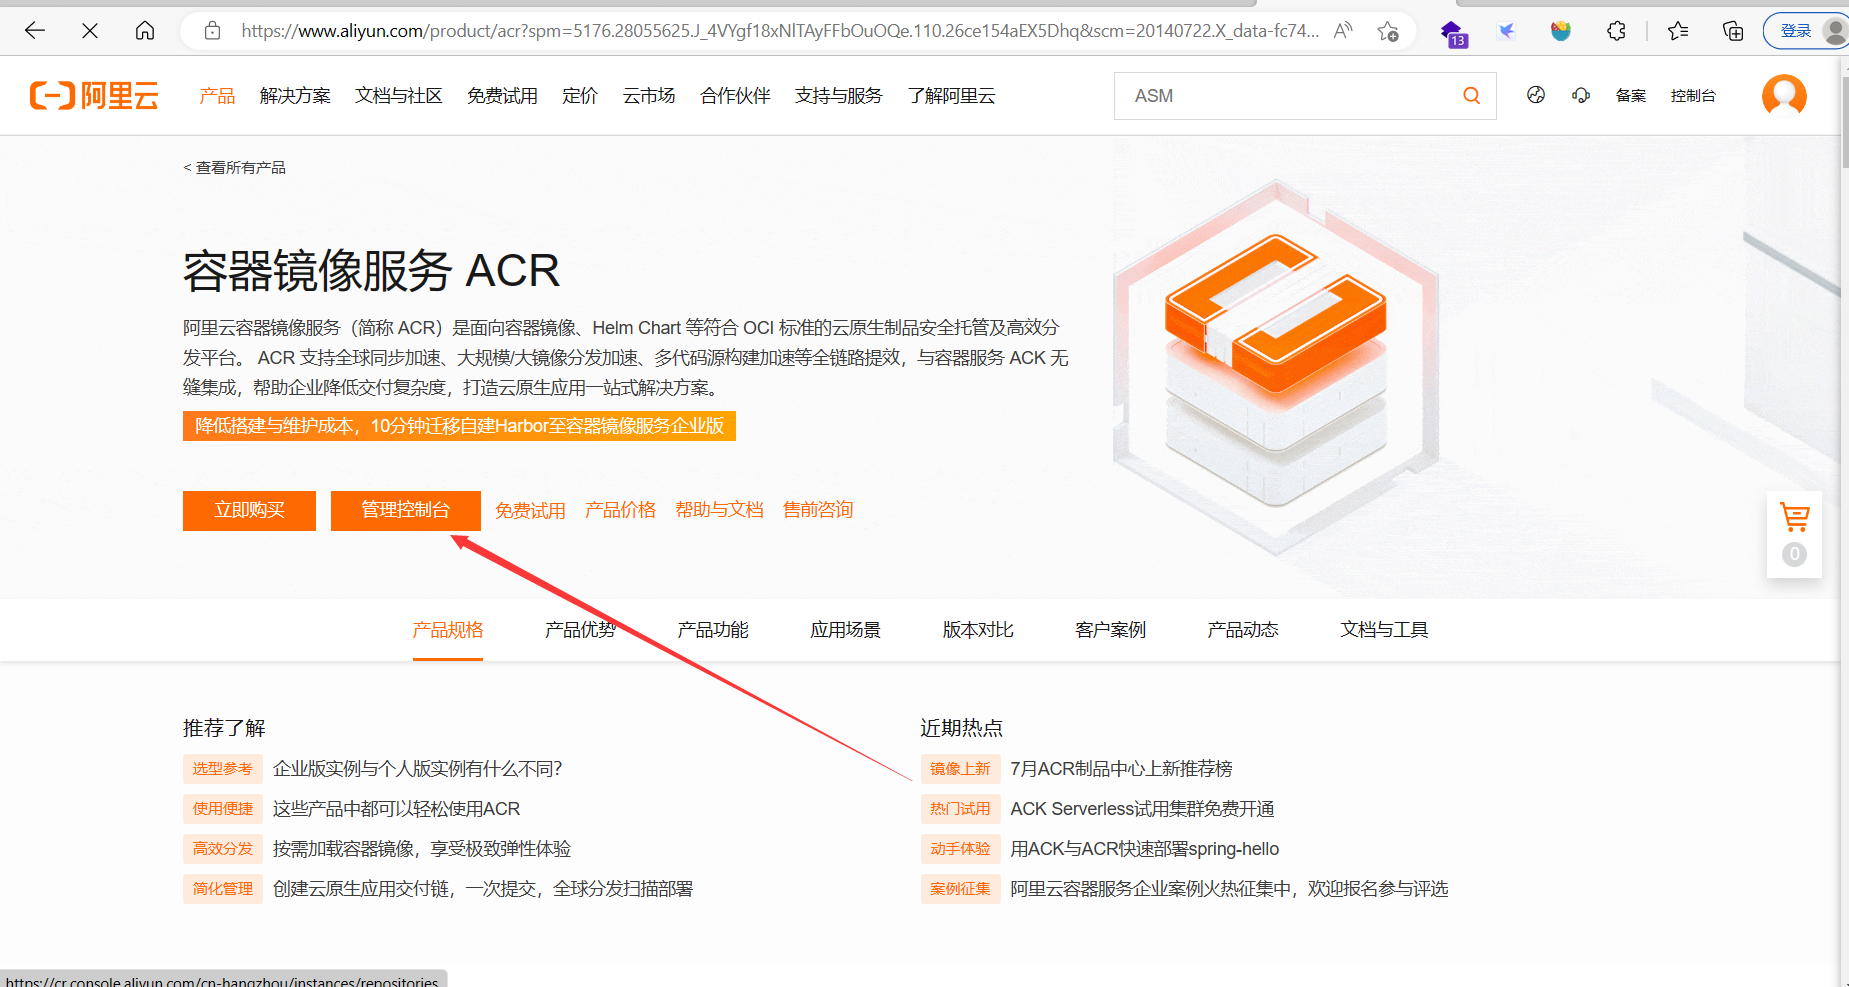 https://www.aliyun.com/product/acr?spm=5176.28055625.J_4VYgf18xNlTAyFFbOuOQe.110.26ce154aEX5Dhq&scm=20140722.X_data-fc74...
13
登录
阿里云
产品 解决方案 文档与社区 免费试用 定价 云市场 合作伙伴 支持与服务 了解阿里云
ASM
备案 控制台
< 查看所有产品
容器镜像服务 ACR
阿里云容器镜像服务（简称 ACR）是面向容器镜像、Helm Chart 等符合 OCI 标准的云原生制品安全托管及高效分
发平台。 ACR 支持全球同步加速、大规模/大镜像分发加速、多代码源构建加速等全链路提效，与容器服务 ACK 无
缝集成，帮助企业降低交付复杂度，打造云原生应用一站式解决方案。
降低搭建与维护成本，10分钟迁移自建Harbor至容器镜像服务企业版
立即购买 管理控制台 免费试用 产品价格 帮助与文档 售前咨询
0
产品规格 产品优势 产品功能 应用场景 版本对比 客户案例 产品动态 文档与工具
推荐了解
选型参考 企业版实例与个人版实例有什么不同？
使用便捷 这些产品中都可以轻松使用ACR
高效分发 按需加载容器镜像，享受极致弹性体验
简化管理 创建云原生应用交付链，一次提交，全球分发扫描部署
近期热点
镜像上新 7月ACR制品中心上新推荐榜
热门试用 ACK Serverless试用集群免费开通
动手体验 用ACK与ACR快速部署spring-hello
案例征集 阿里云容器服务企业案例火热征集中，欢迎报名参与评选
https://cr.console.aliyun.com/cn-hangzhou/instances/repositories